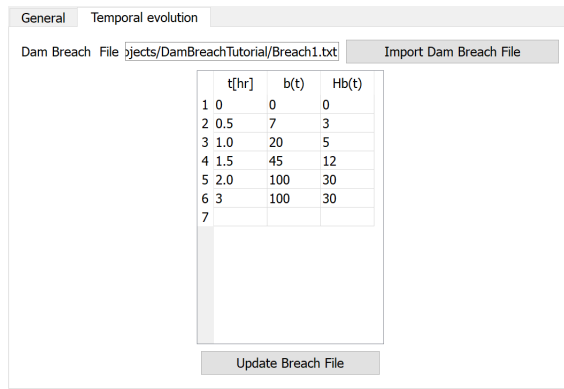 General Temporal evolution
Dam Breach File ojects/DamBreachTutorial/Breach1.txt Import Dam Breach File
t[hr] b(t) Hb(t)
1 0 0 0
2 0.5 7 3
3 1.0 20 5
4 1.5 45 12
5 2.0 100 30
6 3 100 30
7
Update Breach File